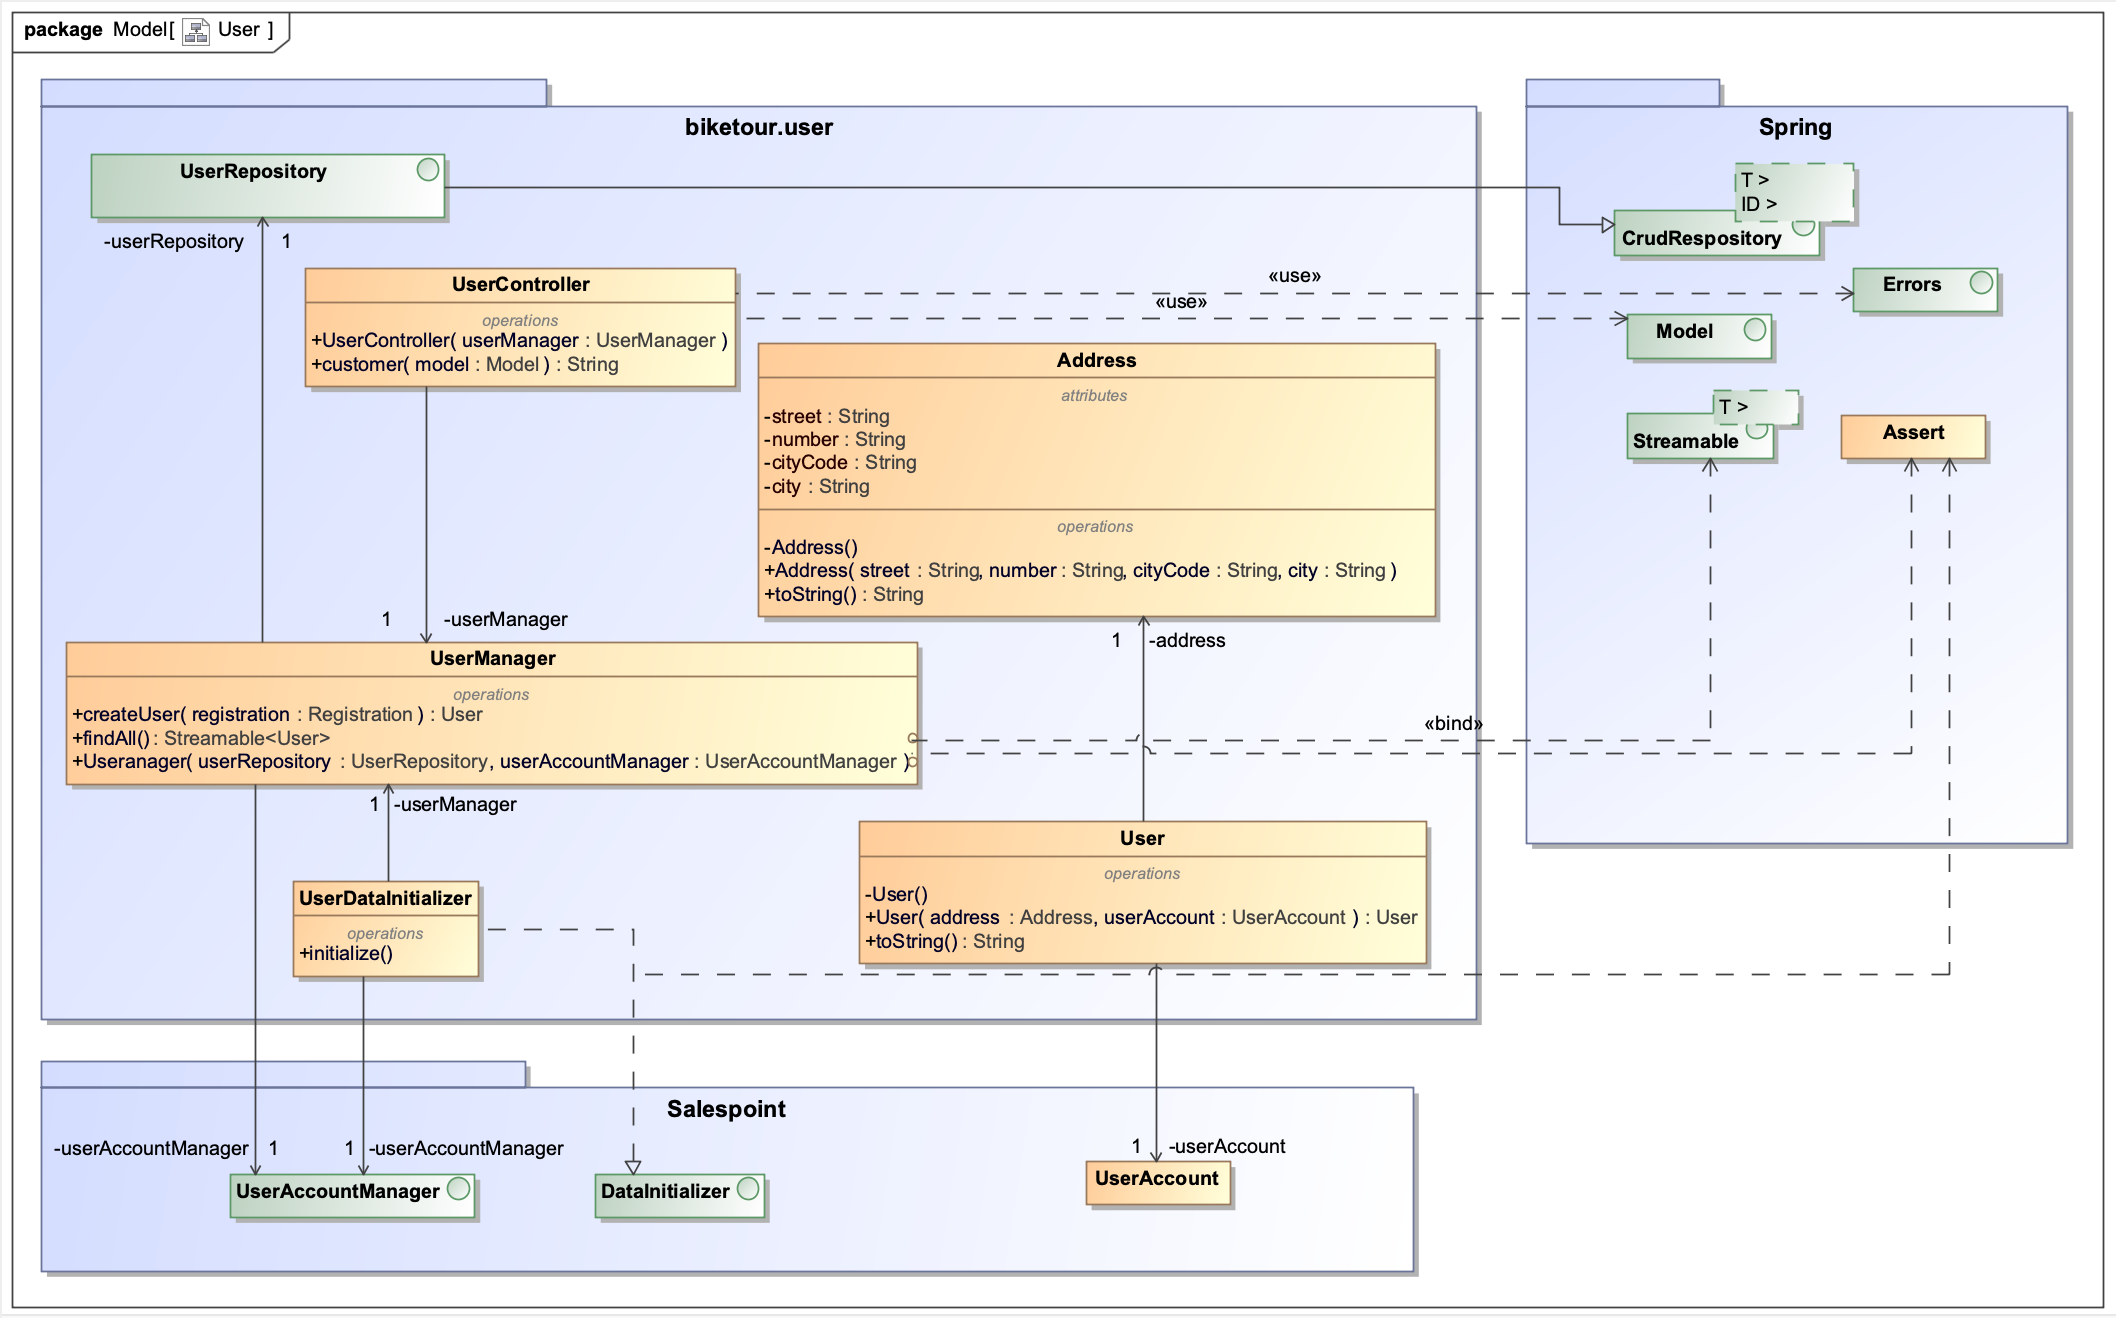 package Model[ User ]
biketour.user
UserRepository
-userRepository 1
UserController
operations
+UserController( userManager : UserManager )
+customer( model : Model ) : String
«use»
«use»
Address
attributes
-street : String
-number : String
-cityCode : String
-city : String
operations
-Address()
+Address( street : String, number : String, cityCode : String, city : String )
+toString() : String
1 -userManager
1 -address
UserManager
operations
+createUser( registration : Registration ) : User
+findAll() : Streamable<User>
+Useranager( userRepository : UserRepository, userAccountManager : UserAccountManager )
«bind»
1 -userManager
User
operations
-User()
+User( address : Address, userAccount : UserAccount ) : User
+toString() : String
UserDataInitializer
operations
+initialize()
Spring
T >
ID >
CrudRespository
Errors
Model
T >
Streamable
Assert
Salespoint
-userAccountManager 1
1 -userAccountManager
1 -userAccount
UserAccountManager
DataInitializer
UserAccount